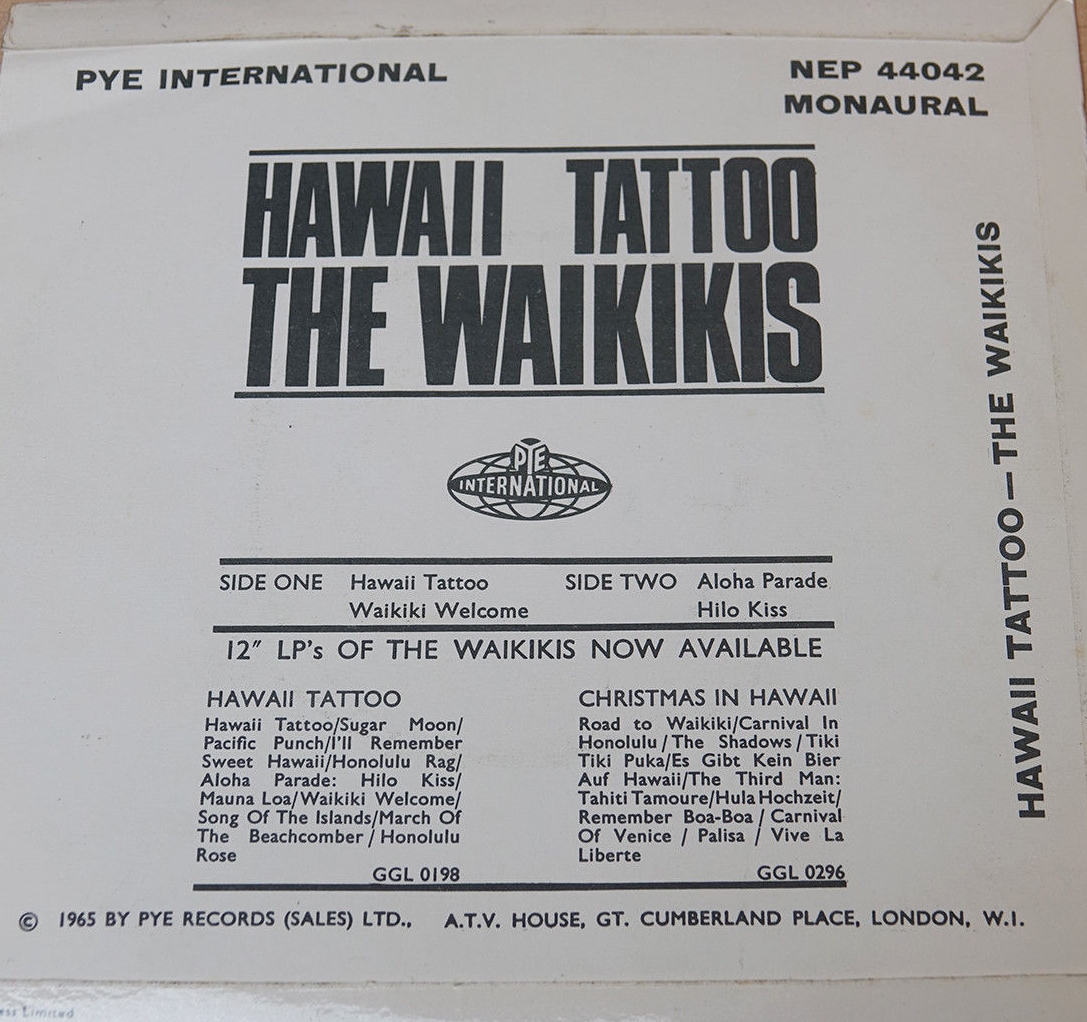 PYE INTERNATIONAL
NEP 44042
MONAURAL
HAWAII TATTOO
THE WAIKIKIS
PYE
INTERNATIONAL
SIDE ONE Hawaii Tattoo
Waikiki Welcome
SIDE TWO Aloha Parade
Hilo Kiss
12" LP's OF THE WAIKIKIS NOW AVAILABLE
HAWAII TATTOO
Hawaii Tattoo/Sugar Moon/
Pacific Punch/I'll Remember
Sweet Hawaii/Honolulu Rag/
Aloha Parade: Hilo Kiss/
Mauna Loa/Waikiki Welcome/
Song Of The Islands/March Of
The Beachcomber / Honolulu
Rose
GGL 0198
CHRISTMAS IN HAWAII
Road to Waikiki/Carnival In
Honolulu / The Shadows / Tiki
Tiki Puka/Es Gibt Kein Bier
Auf Hawaii/The Third Man:
Tahiti Tamoure/Hula Hochzeit/
Remember Boa-Boa / Carnival
Of Venice / Palisa / Vive La
Liberte
GGL 0296
© 1965 BY PYE RECORDS (SALES) LTD., A.T.V. HOUSE, GT. CUMBERLAND PLACE, LONDON, W.I.
HAWAII TATTOO—THE WAIKIKIS
Limited